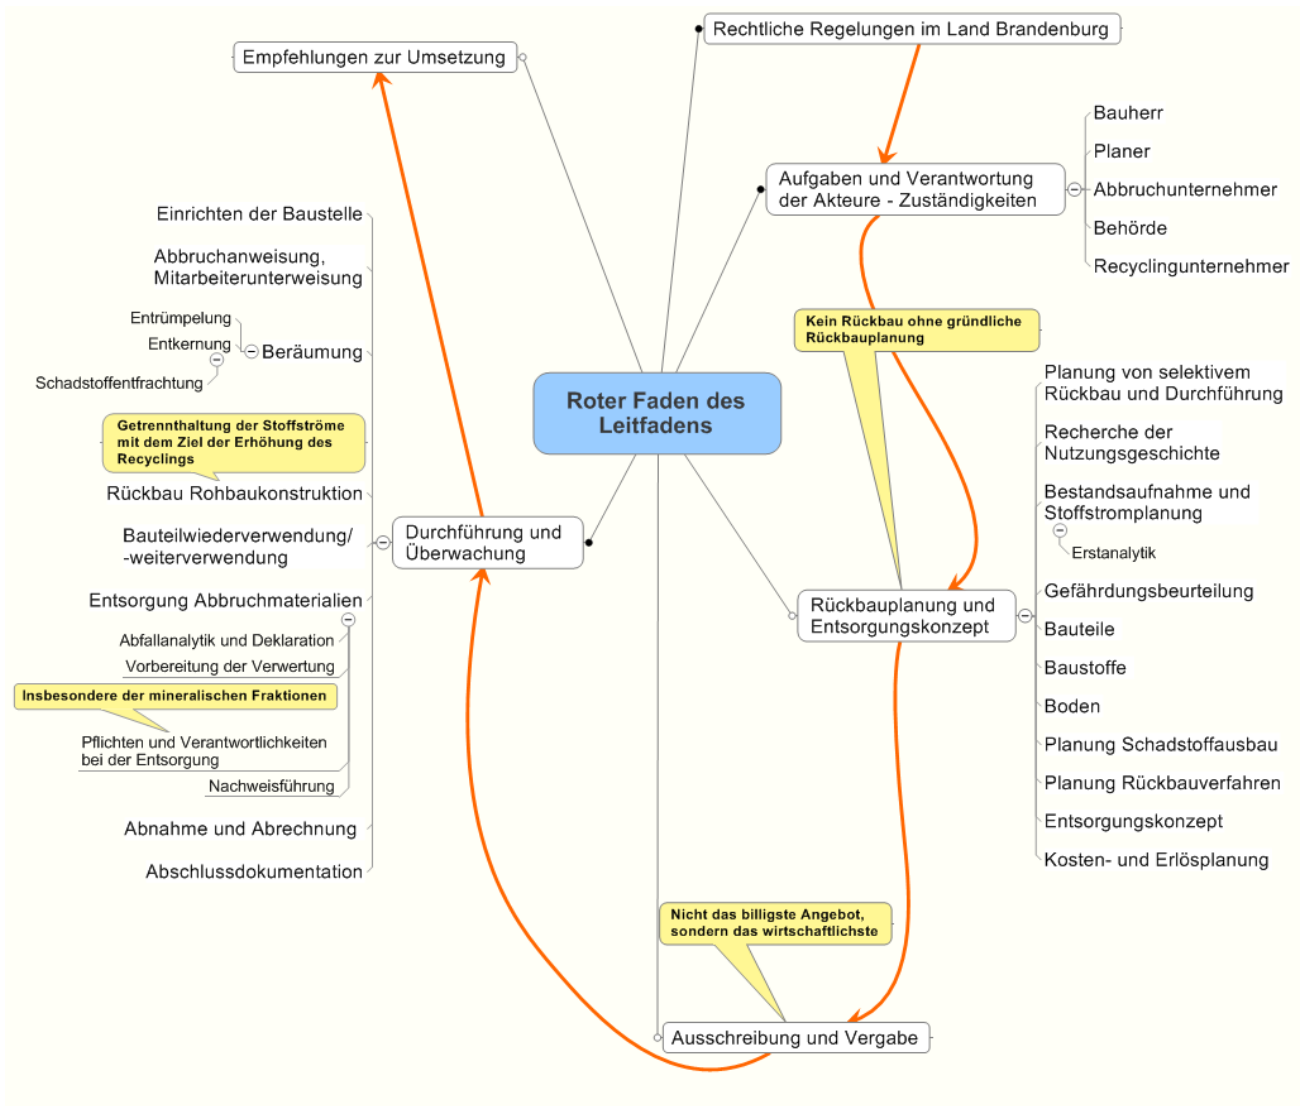 Roter Faden des
Leitfadens
Rechtliche Regelungen im Land Brandenburg
Aufgaben und Verantwortung
der Akteure - Zuständigkeiten
Bauherr
Planer
Abbruchunternehmer
Behörde
Recyclingunternehmer
Kein Rückbau ohne gründliche
Rückbauplanung
Rückbauplanung und
Entsorgungskonzept
Planung von selektivem
Rückbau und Durchführung
Recherche der
Nutzungsgeschichte
Bestandsaufnahme und
Stoffstromplanung
Erstanalytik
Gefährdungsbeurteilung
Bauteile
Baustoffe
Boden
Planung Schadstoffausbau
Planung Rückbauverfahren
Entsorgungskonzept
Kosten- und Erlösplanung
Nicht das billigste Angebot,
sondern das wirtschaftlichste
Ausschreibung und Vergabe
Durchführung und
Überwachung
Einrichten der Baustelle
Abbruchanweisung,
Mitarbeiterunterweisung
Beräumung
Entrümpelung
Entkernung
Schadstoffentfrachtung
Getrennthaltung der Stoffströme
mit dem Ziel der Erhöhung des
Recyclings
Rückbau Rohbaukonstruktion
Bauteilwiederverwendung/
-weiterverwendung
Entsorgung Abbruchmaterialien
Abfallanalytik und Deklaration
Vorbereitung der Verwertung
Insbesondere der mineralischen Fraktionen
Pflichten und Verantwortlichkeiten
bei der Entsorgung
Nachweisführung
Abnahme und Abrechnung
Abschlussdokumentation
Empfehlungen zur Umsetzung